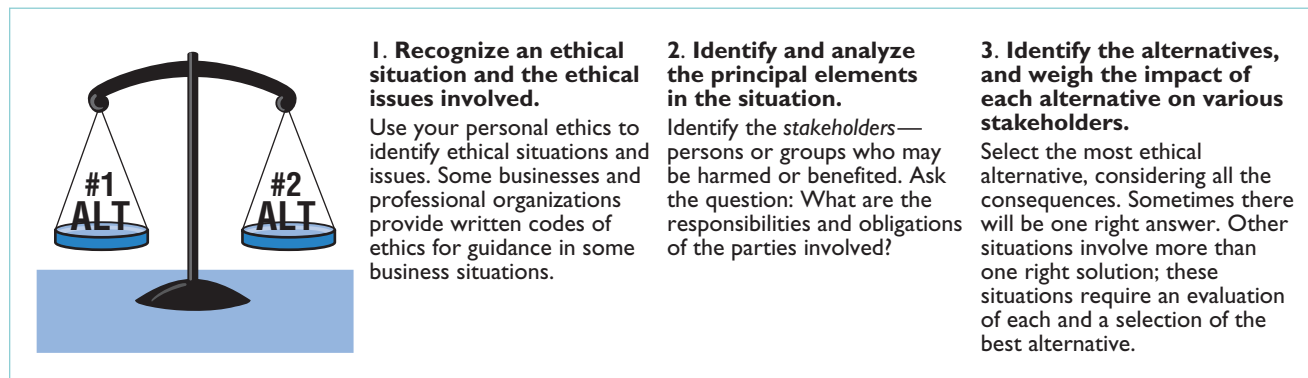 #1
ALT
#2
ALT
1. Recognize an ethical
situation and the ethical
issues involved.
Use your personal ethics to
identify ethical situations and
issues. Some businesses and
professional organizations
provide written codes of
ethics for guidance in some
business situations.
2. Identify and analyze
the principal elements
in the situation.
Identify the stakeholders—
persons or groups who may
be harmed or benefited. Ask
the question: What are the
responsibilities and obligations
of the parties involved?
3. Identify the alternatives,
and weigh the impact of
each alternative on various
stakeholders.
Select the most ethical
alternative, considering all the
consequences. Sometimes there
will be one right answer. Other
situations involve more than
one right solution; these
situations require an evaluation
of each and a selection of the
best alternative.